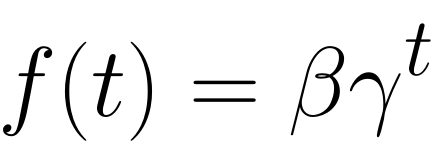 f(t) = βγ^t